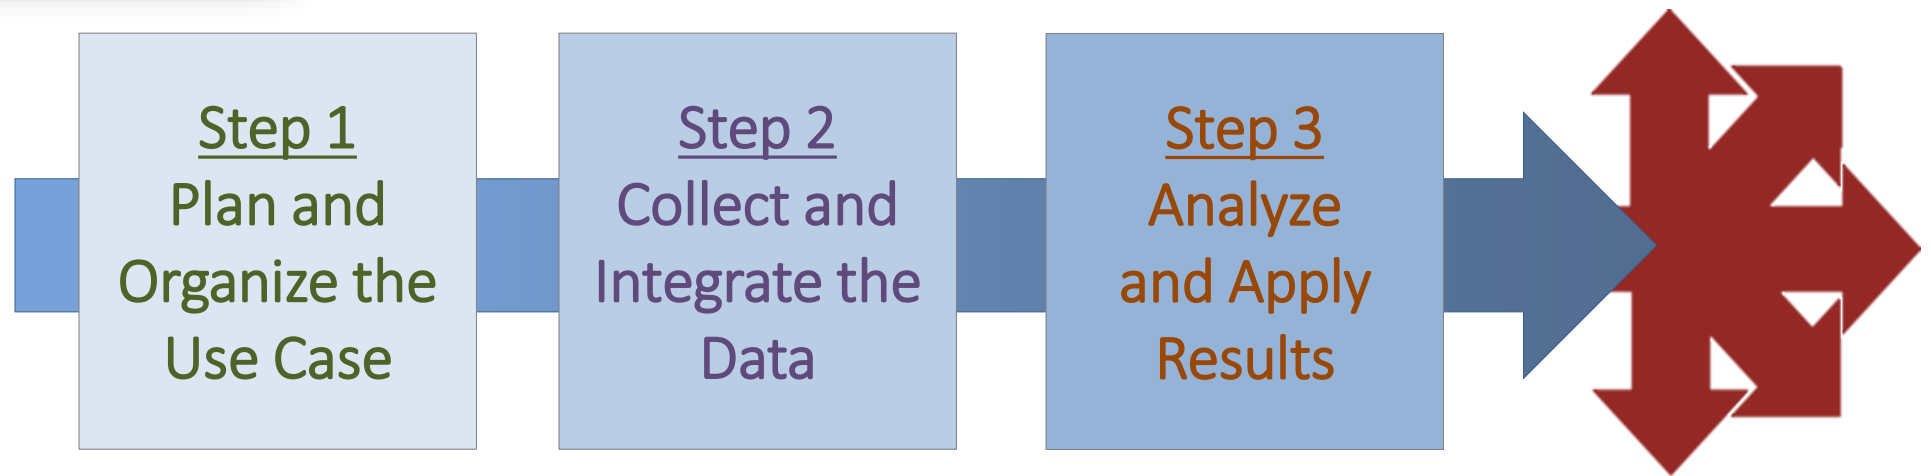 Step 1
Plan and
Organize the
Use Case
Step 2
Collect and
Integrate the
Data
Step 3
Analyze
and Apply
Results